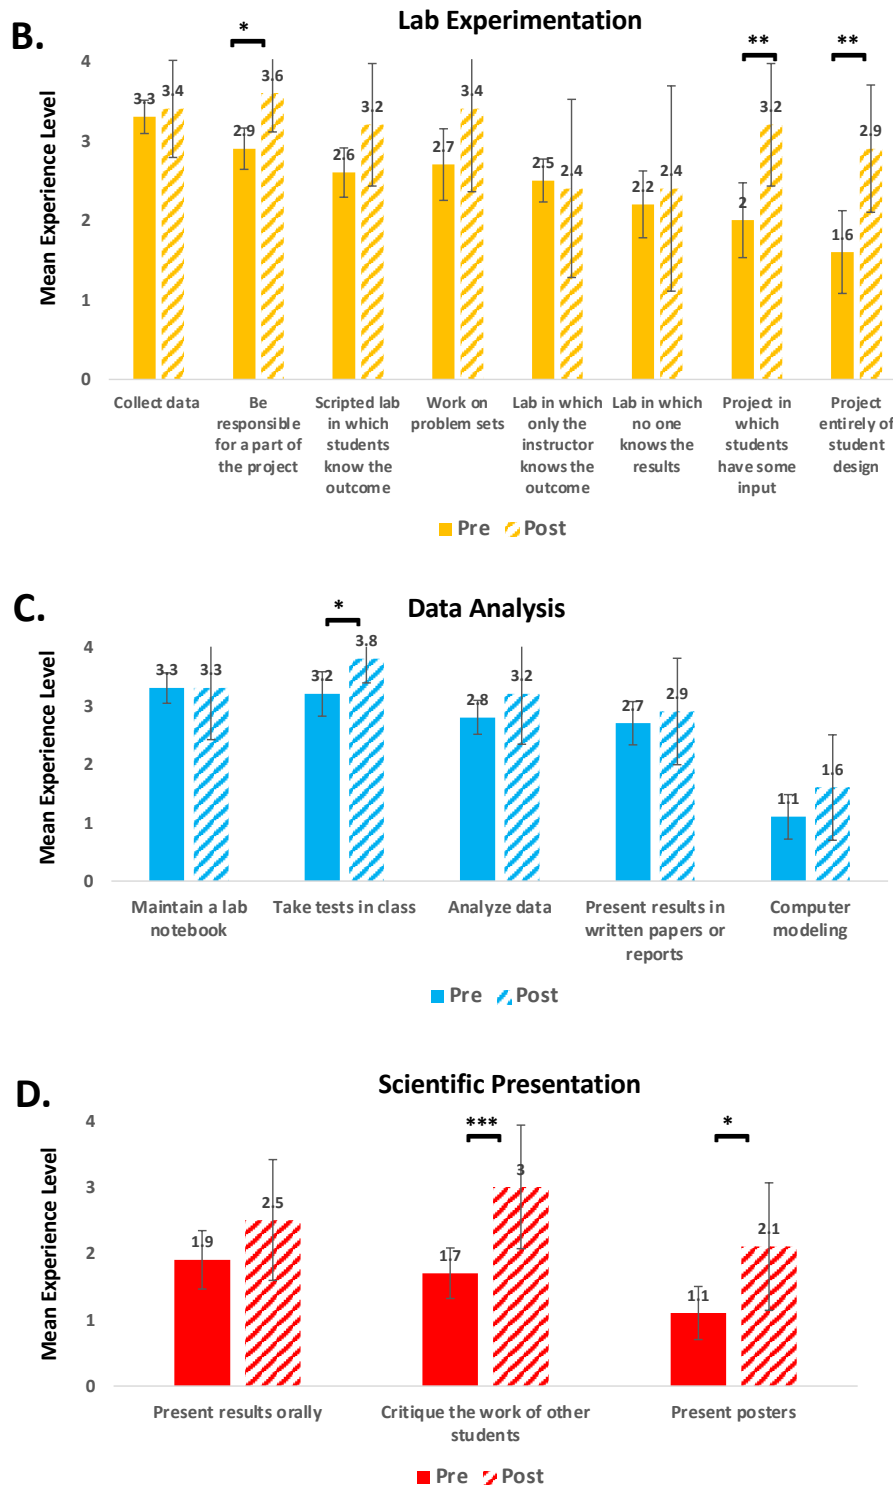 B.
Lab Experimentation
* ** **
Mean Experience Level
4
3
2
1
0
3.3 3.4 2.9 3.6 2.6 3.2 2.7 3.4 2.5 2.4 2.2 2.4 2 3.2 1.6 2.9
Collect data
Be
responsible
for a part of
the project
Scripted lab
in which
students
know the
outcome
Work on
problem sets
Lab in which
only the
instructor
knows the
outcome
Lab in which
no one
knows the
results
Project in
which
students
have some
input
Project
entirely of
student
design
Pre Post
C.
Data Analysis
*
Mean Experience Level
4
3
2
1
0
3.3 3.3 3.2 3.8 2.8 3.2 2.7 2.9 1.1 1.6
Maintain a lab
notebook
Take tests in class
Analyze data
Present results in
written papers or
reports
Computer
modeling
Pre Post
D.
Scientific Presentation
*** *
Mean Experience Level
4
3
2
1
0
1.9 2.5 1.7 3 1.1 2.1
Present results orally
Critique the work of other
students
Present posters
Pre Post